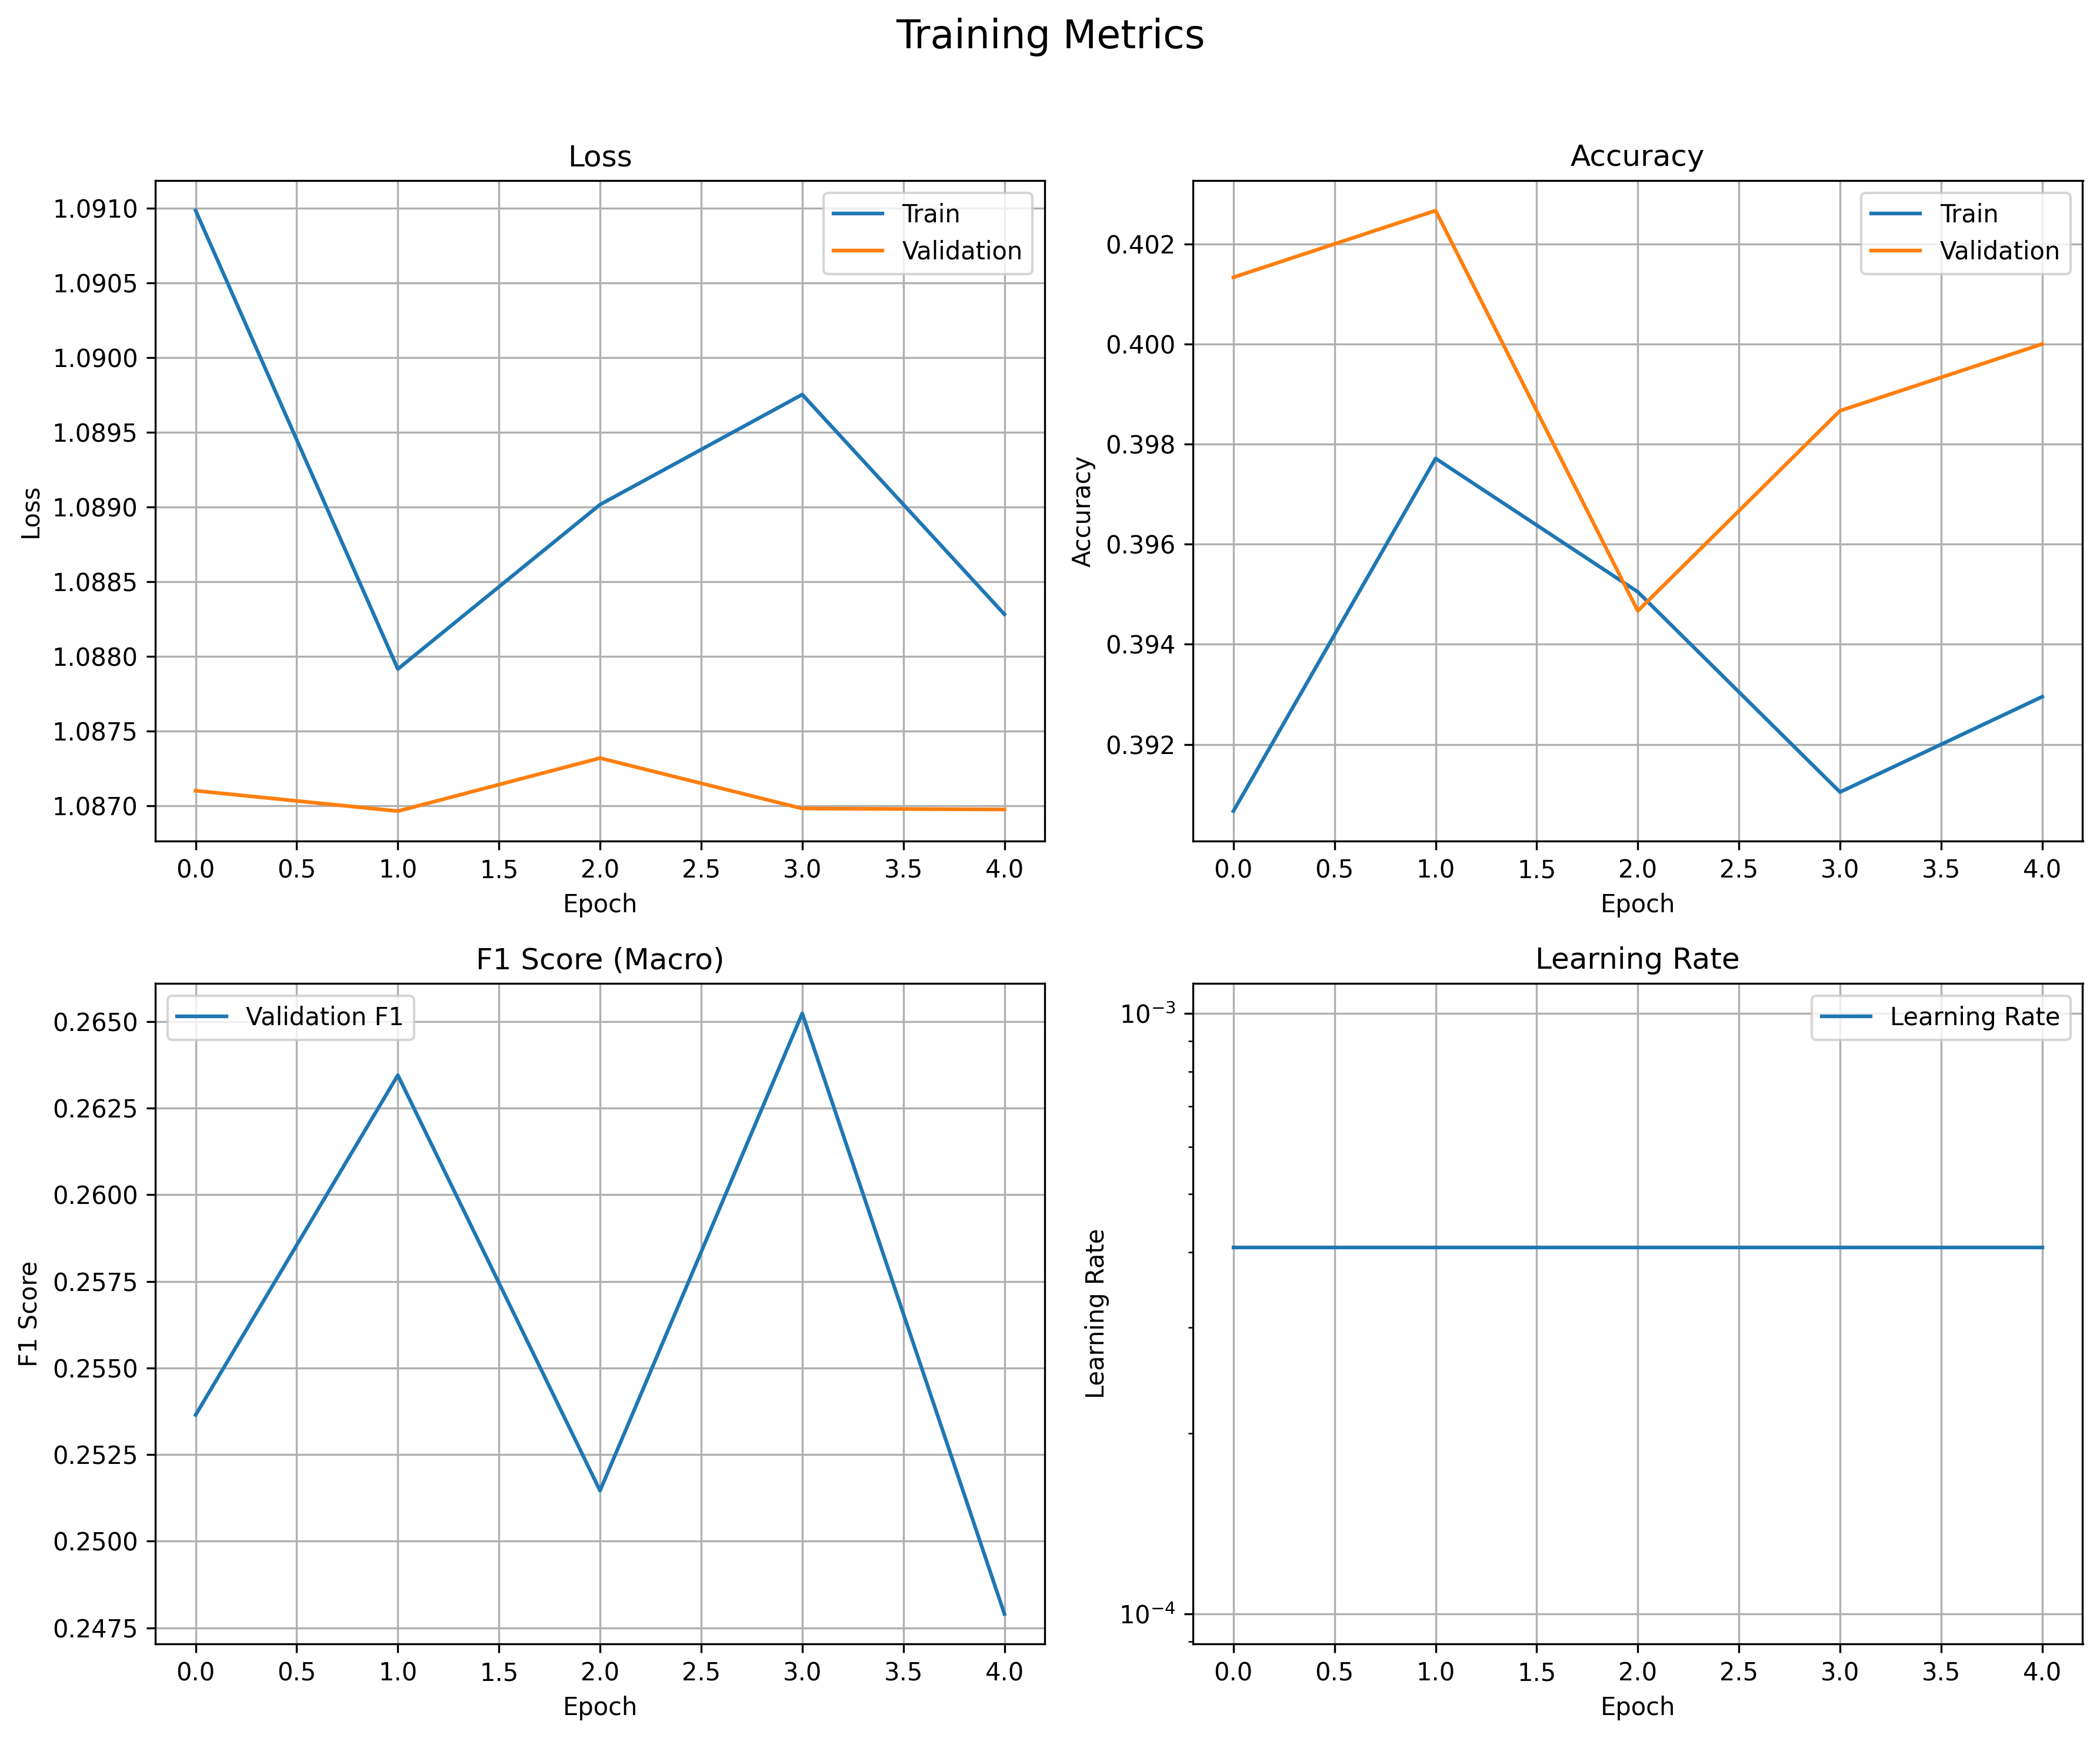 Training Metrics
Loss
1.0910
1.0905
1.0900
1.0895
1.0890
1.0885
1.0880
1.0875
1.0870
Loss
Train
Validation
0.0 0.5 1.0 1.5 2.0 2.5 3.0 3.5 4.0
Epoch
Accuracy
0.402
0.400
0.398
0.396
0.394
0.392
Accuracy
Train
Validation
0.0 0.5 1.0 1.5 2.0 2.5 3.0 3.5 4.0
Epoch
F1 Score (Macro)
0.2650
0.2625
0.2600
0.2575
0.2550
0.2525
0.2500
0.2475
F1 Score
Validation F1
0.0 0.5 1.0 1.5 2.0 2.5 3.0 3.5 4.0
Epoch
Learning Rate
10⁻³
10⁻⁴
Learning Rate
Learning Rate
0.0 0.5 1.0 1.5 2.0 2.5 3.0 3.5 4.0
Epoch